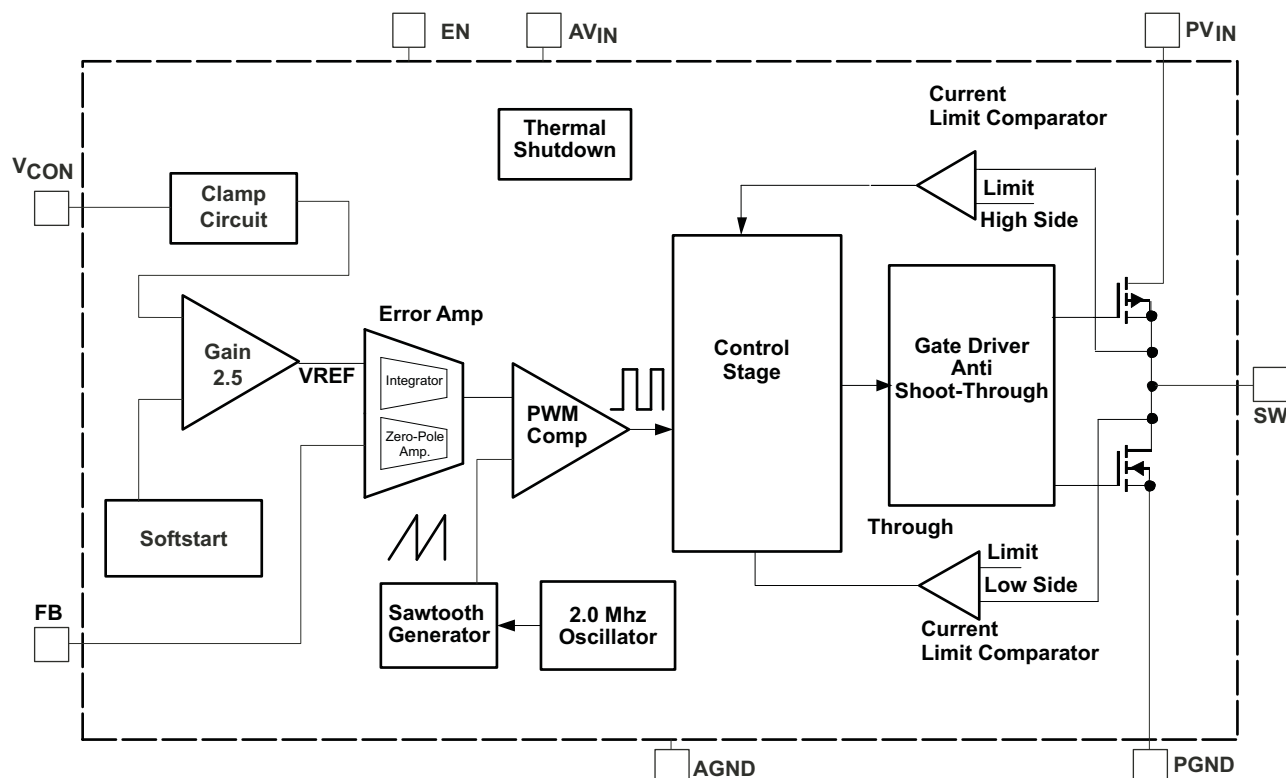 EN
AVIN
PVIN
Current
Limit Comparator
Thermal
Shutdown
VCON
Clamp
Circuit
Limit
High Side
Error Amp
Gain
2.5
VREF
Integrator
Zero-Pole
Amp.
PWM
Comp
Control
Stage
Gate Driver
Anti
Shoot-Through
SW
Softstart
Through
Limit
Low Side
FB
Sawtooth
Generator
2.0 Mhz
Oscillator
Current
Limit Comparator
AGND
PGND